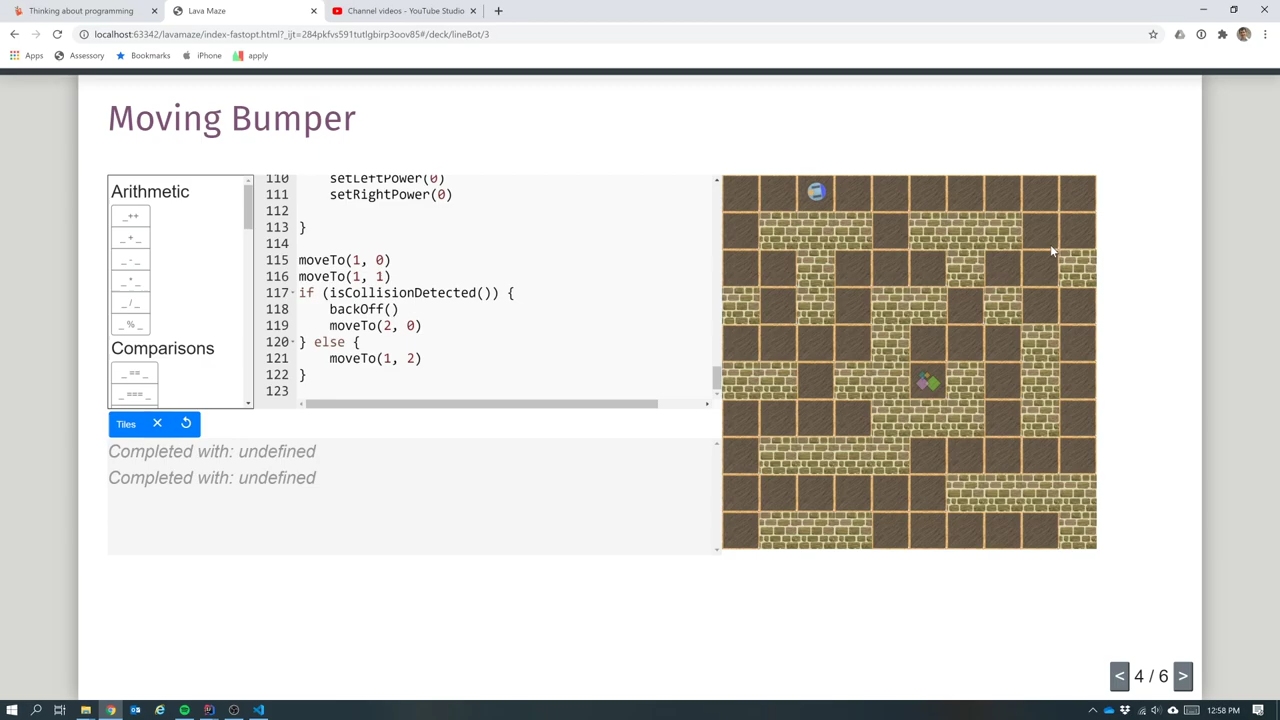 Thinking about programming
Lava Maze
Channel videos - YouTube Studio
localhost:63342/lavamaze/index-fastopt.html?_ijt=284pkfvs591tutlgbirp3oov85#/deck/lineBot/3
Apps
Assessory
Bookmarks
iPhone
apply
Moving Bumper
Arithmetic
_++
_ + _
_ - _
_ * _
_ / _
_ % _
Comparisons
_ == _
_ === _
110 setLeftPower(0)
111 setRightPower(0)
112
113 }
114
115 moveTo(1, 0)
116 moveTo(1, 1)
117 if (isCollisionDetected()) {
118 backOff()
119 moveTo(2, 0)
120 } else {
121 moveTo(1, 2)
122 }
123
Tiles
Completed with: undefined
Completed with: undefined
< 4 / 6 >
12:58 PM